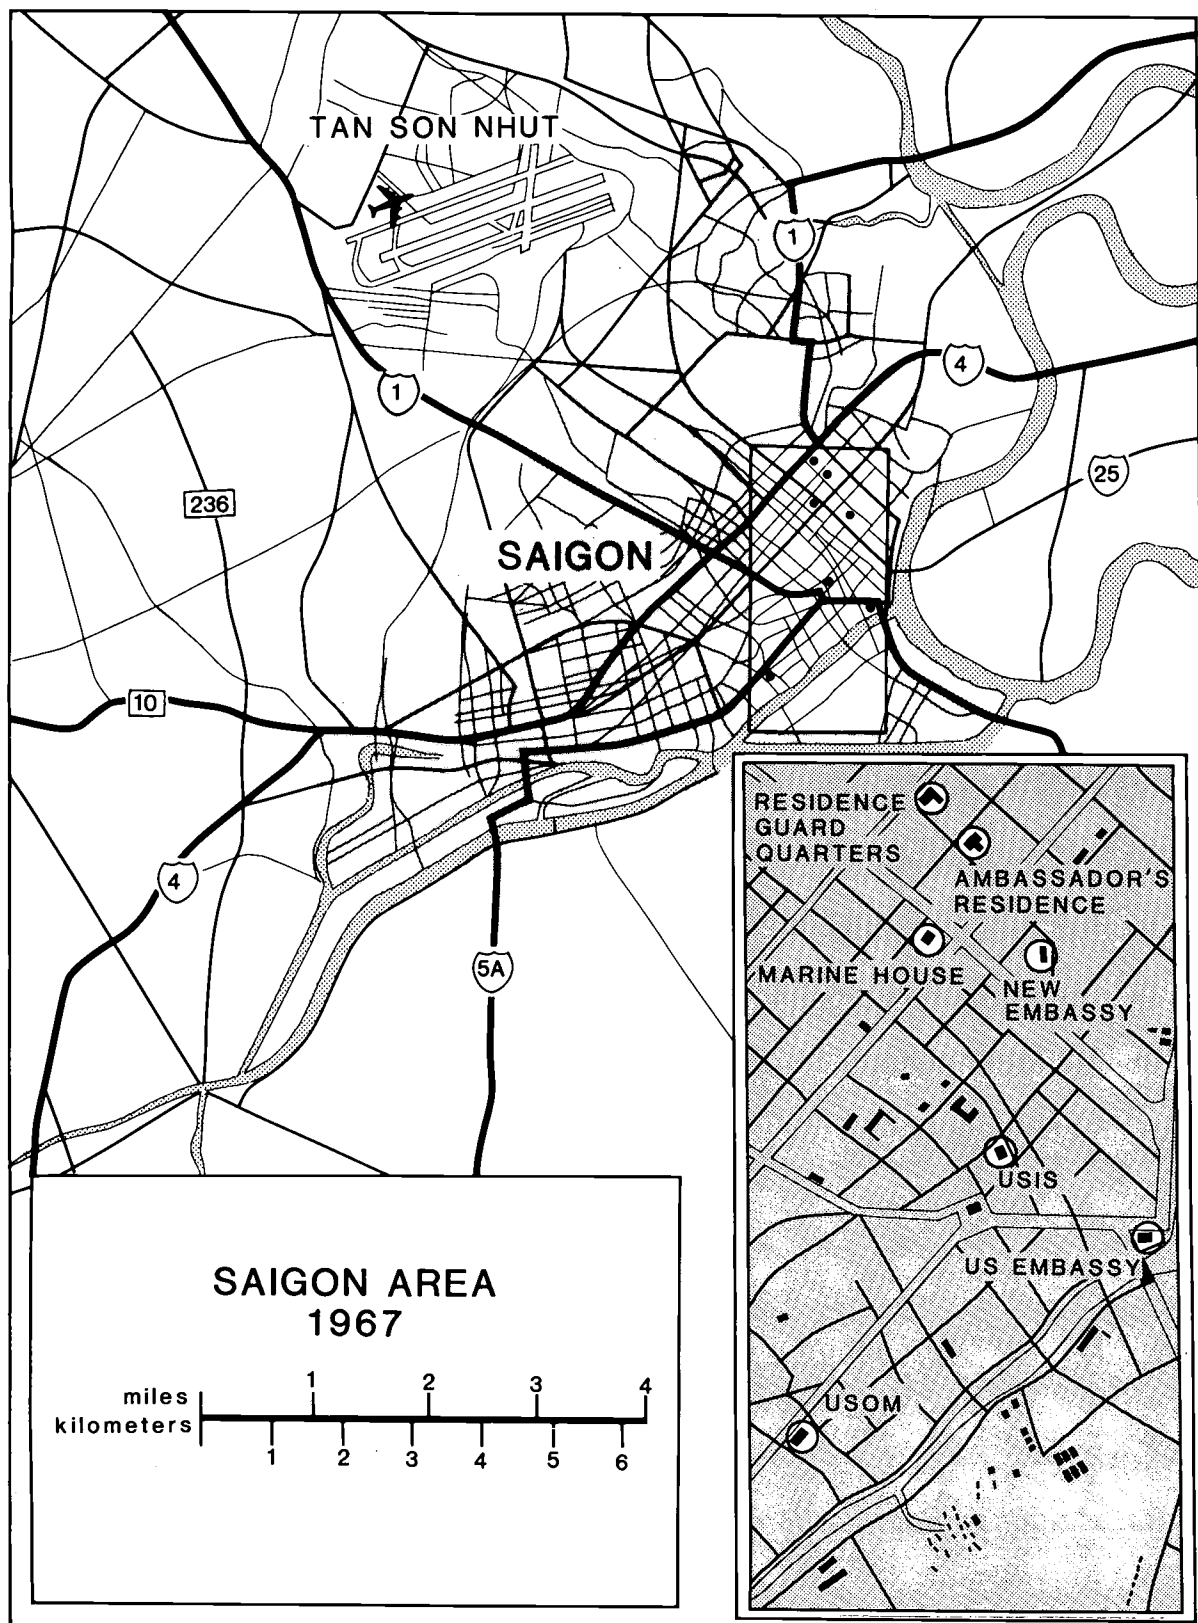 TAN SON NHUT
1
4
1
25
236
SAIGON
10
4
5A
RESIDENCE
GUARD
QUARTERS
AMBASSADOR'S
RESIDENCE
MARINE HOUSE
NEW
EMBASSY
USIS
US EMBASSY
USOM
SAIGON AREA
1967
miles 1 2 3 4
kilometers 1 2 3 4 5 6